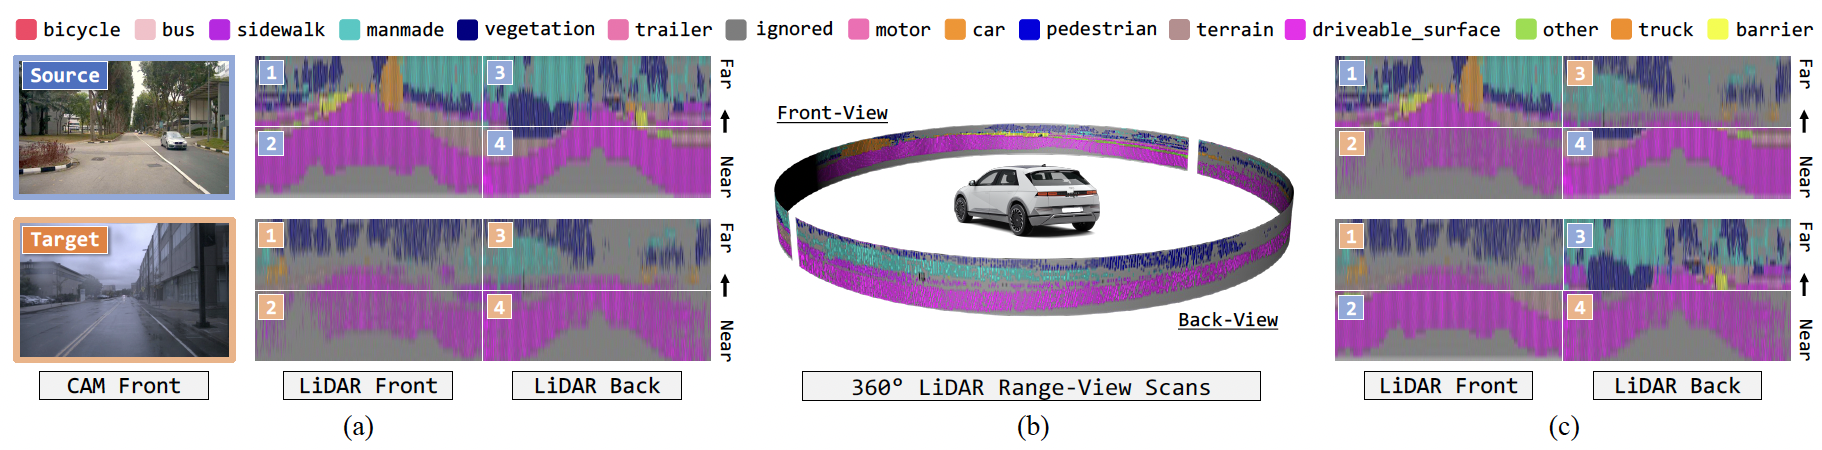 bicycle bus sidewalk manmade vegetation trailer ignored motor car pedestrian terrain driveable_surface other truck barrier
Source
1
3
2
4
Far
Near
Target
1
3
2
4
Far
Near
CAM Front
LiDAR Front
LiDAR Back
(a)
Front-View
Back-View
360° LiDAR Range-View Scans
(b)
1
3
2
4
Far
Near
1
3
2
4
Far
Near
LiDAR Front
LiDAR Back
(c)